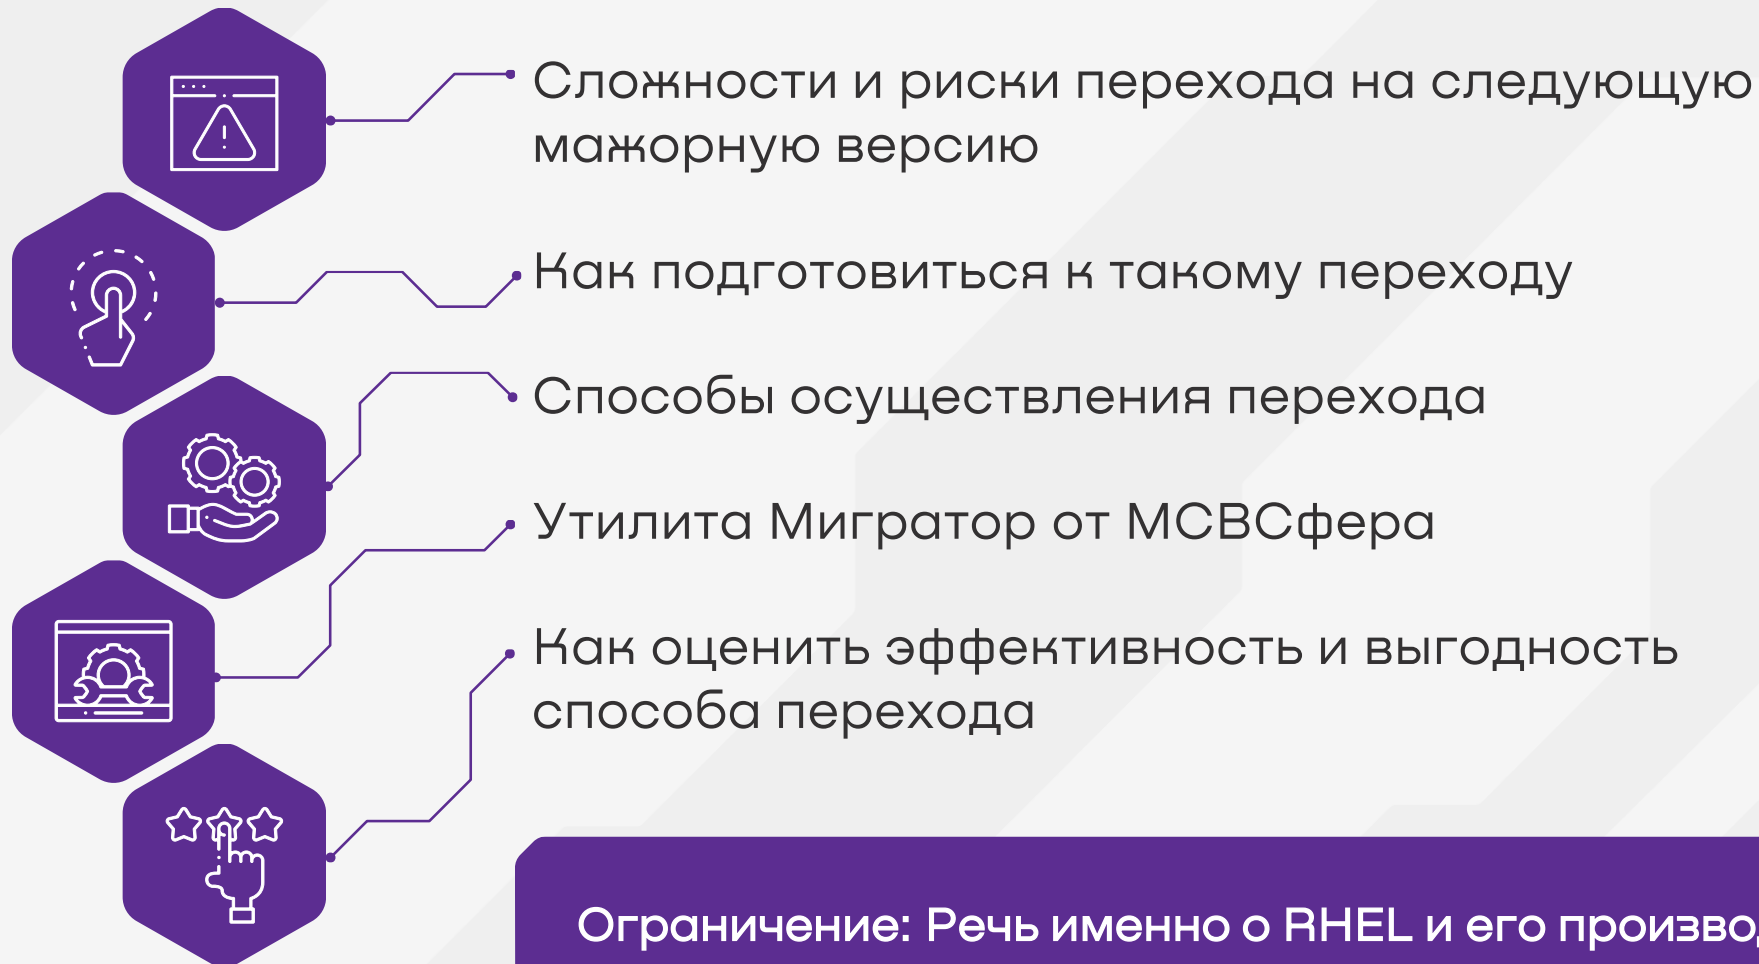 Сложности и риски перехода на следующую
мажорную версию
Как подготовиться к такому переходу
Способы осуществления перехода
Утилита Мигратор от МСВСфера
Как оценить эффективность и выгодность
способа перехода
Ограничение: Речь именно о RHEL и его